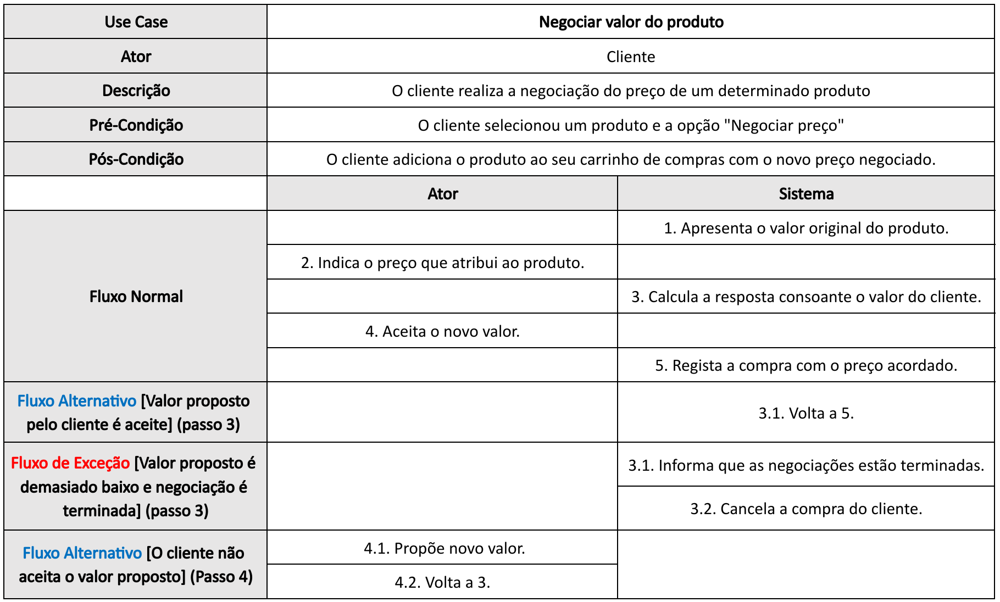 Use Case
Negociar valor do produto
Ator
Cliente
Descrição
O cliente realiza a negociação do preço de um determinado produto
Pré-Condição
O cliente selecionou um produto e a opção "Negociar preço"
Pós-Condição
O cliente adiciona o produto ao seu carrinho de compras com o novo preço negociado.
Ator
Sistema
Fluxo Normal
1. Apresenta o valor original do produto.
2. Indica o preço que atribui ao produto.
3. Calcula a resposta consoante o valor do cliente.
4. Aceita o novo valor.
5. Regista a compra com o preço acordado.
Fluxo Alternativo [Valor proposto
pelo cliente é aceite] (passo 3)
3.1. Volta a 5.
Fluxo de Exceção [Valor proposto é
demasiado baixo e negociação é
terminada] (passo 3)
3.1. Informa que as negociações estão terminadas.
3.2. Cancela a compra do cliente.
Fluxo Alternativo [O cliente não
aceita o valor proposto] (Passo 4)
4.1. Propõe novo valor.
4.2. Volta a 3.